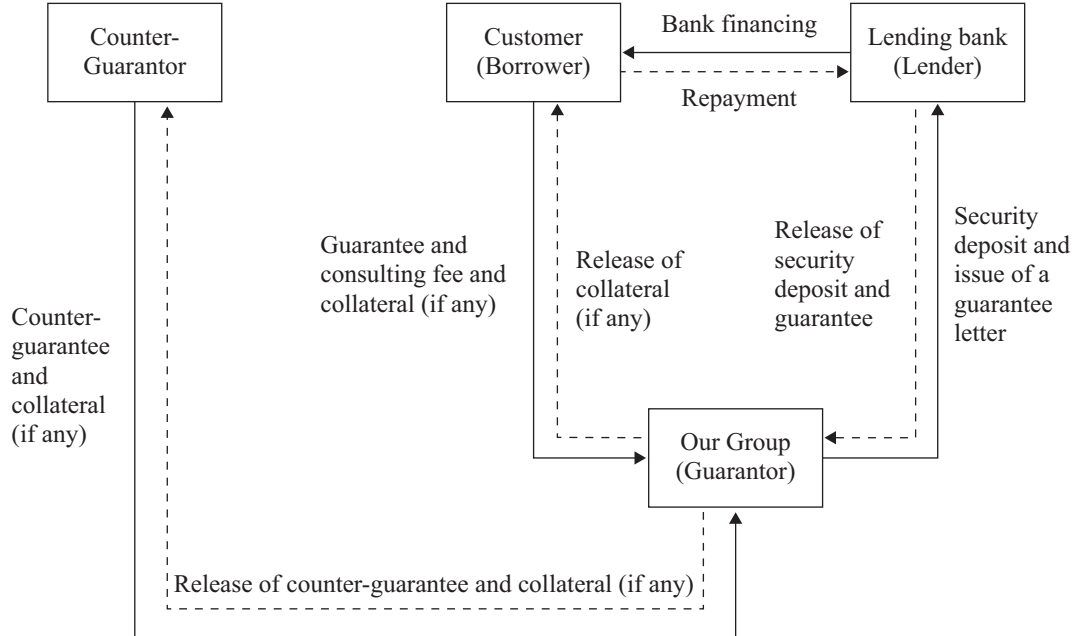 Counter-
Guarantor
Customer
(Borrower)
Bank financing
Repayment
Lending bank
(Lender)
Guarantee and
consulting fee and
collateral (if any)
Release of
collateral
(if any)
Release of
security
deposit and
guarantee
Security
deposit and
issue of a
guarantee
letter
Counter-
guarantee
and
collateral
(if any)
Our Group
(Guarantor)
Release of counter-guarantee and collateral (if any)